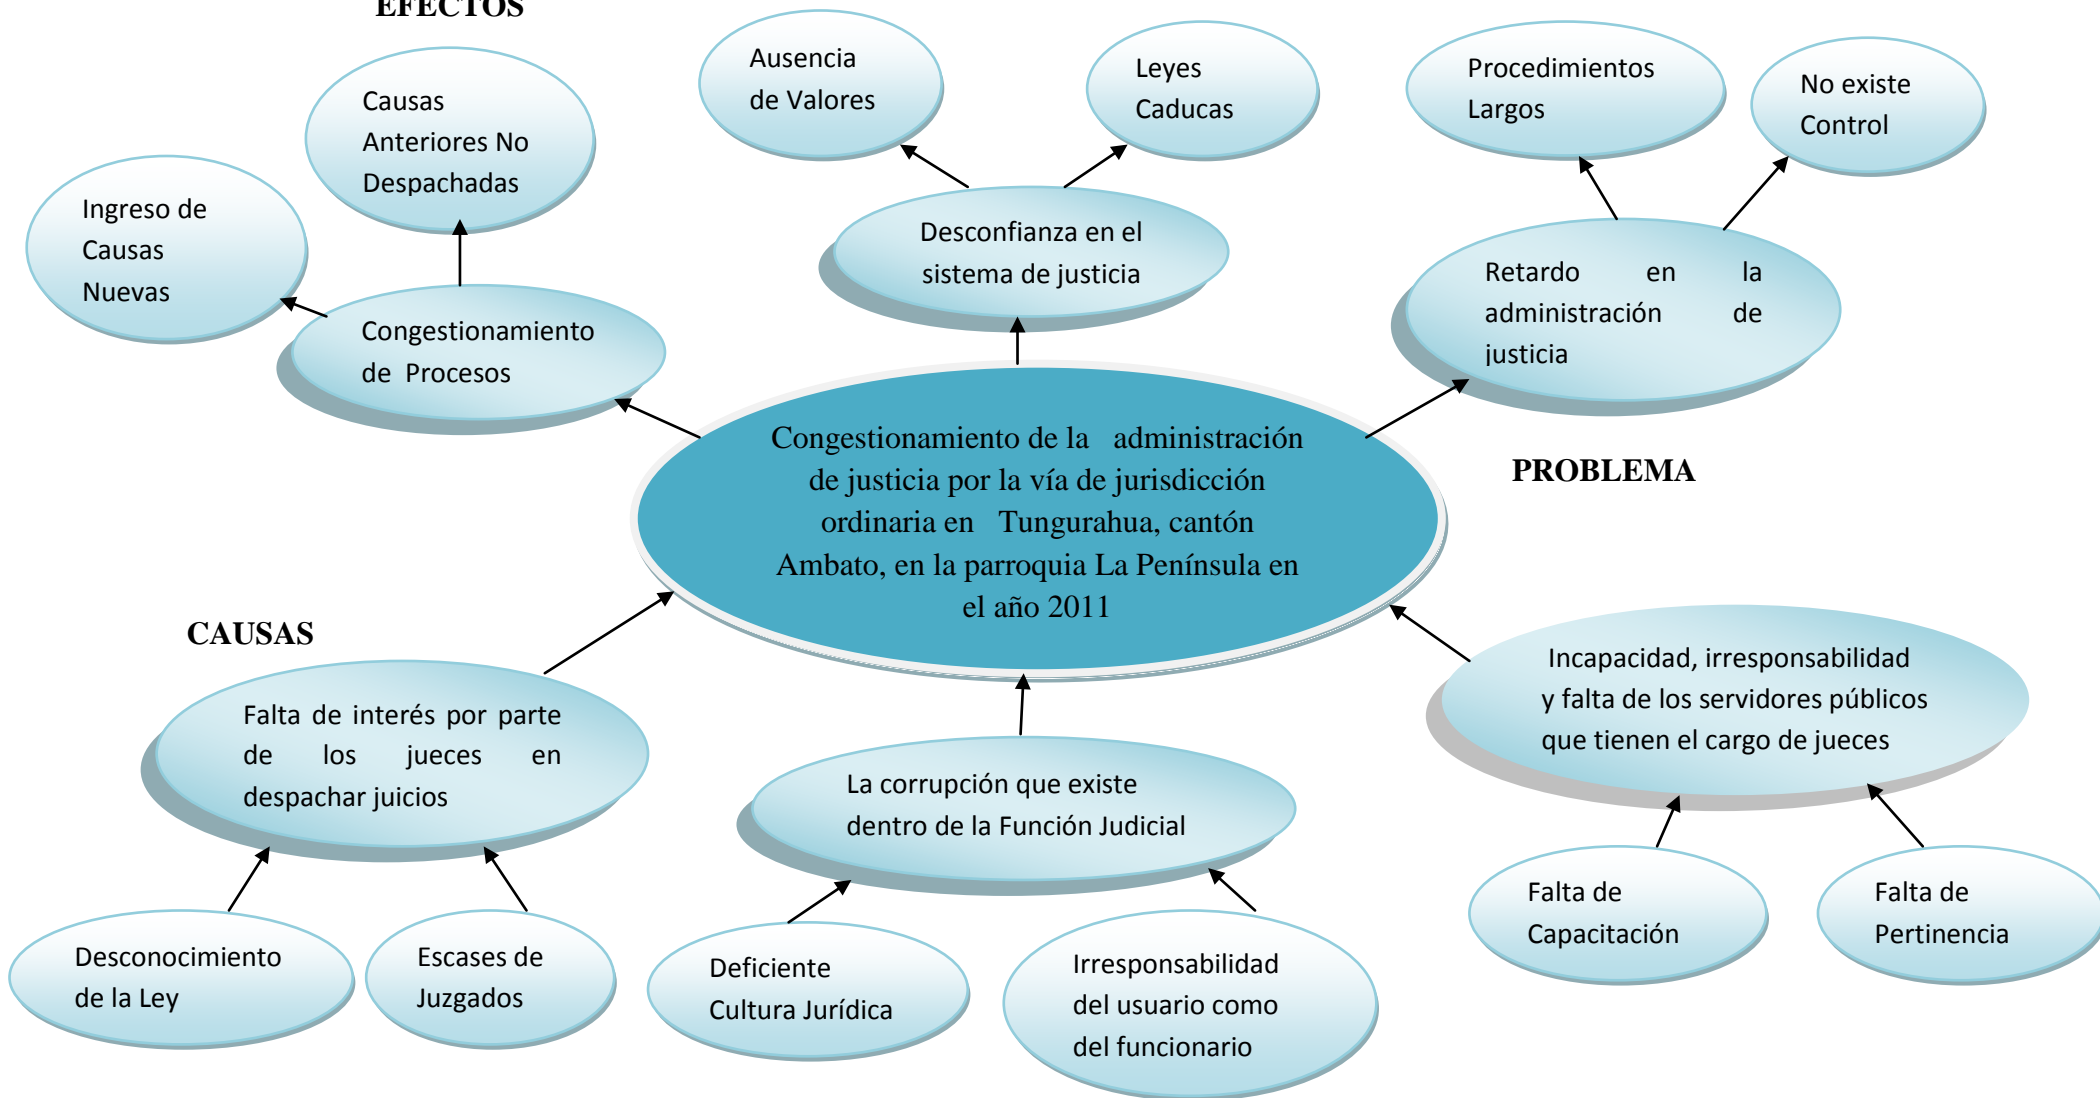 EFECTOS
Causas
Anteriores No
Despachadas
Ingreso de
Causas
Nuevas
Congestionamiento
de Procesos
Ausencia
de Valores
Leyes
Caducas
Desconfianza en el
sistema de justicia
Procedimientos
Largos
No existe
Control
Retardo en la
administración de
justicia
Congestionamiento de la administración
de justicia por la vía de jurisdicción
ordinaria en Tungurahua, cantón
Ambato, en la parroquia La Península en
el año 2011
PROBLEMA
CAUSAS
Falta de interés por parte
de los jueces en
despachar juicios
La corrupción que existe
dentro de la Función Judicial
Incapacidad, irresponsabilidad
y falta de los servidores públicos
que tienen el cargo de jueces
Desconocimiento
de la Ley
Escases de
Juzgados
Deficiente
Cultura Jurídica
Irresponsabilidad
del usuario como
del funcionario
Falta de
Capacitación
Falta de
Pertinencia